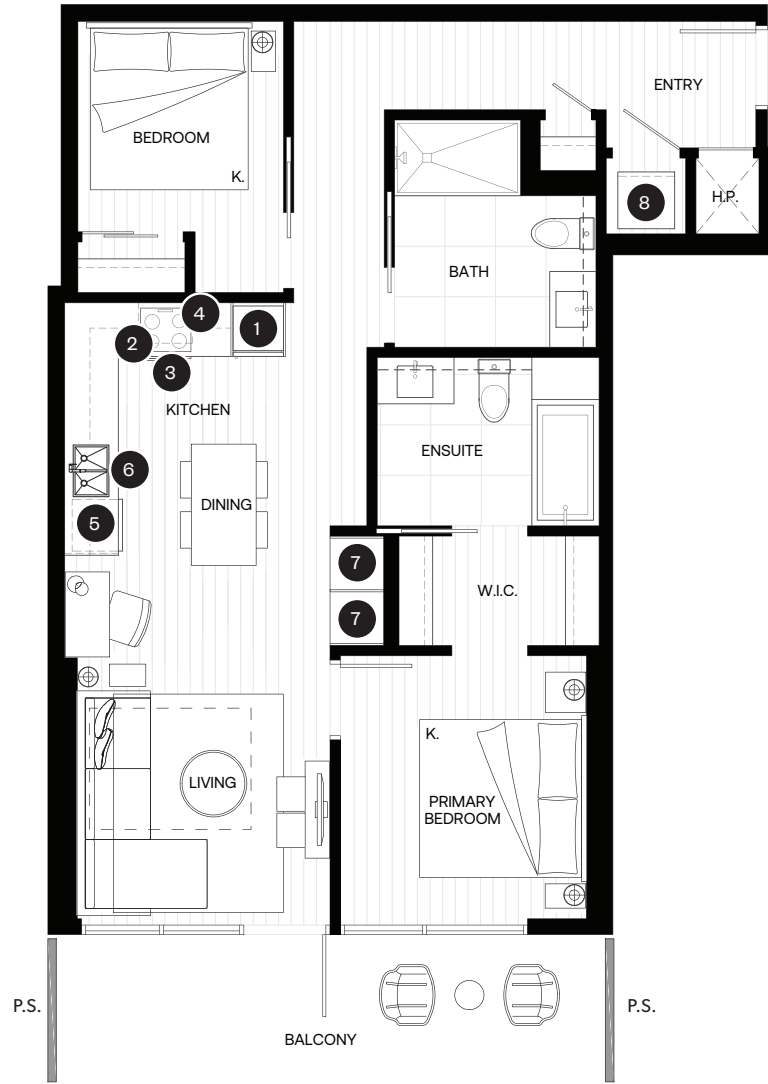 ENTRY
BEDROOM
K.
8
H.P.
BATH
4
1
2
3
KITCHEN
ENSUITE
6
DINING
5
7
W.I.C.
7
K.
LIVING
PRIMARY
BEDROOM
P.S.
P.S.
BALCONY